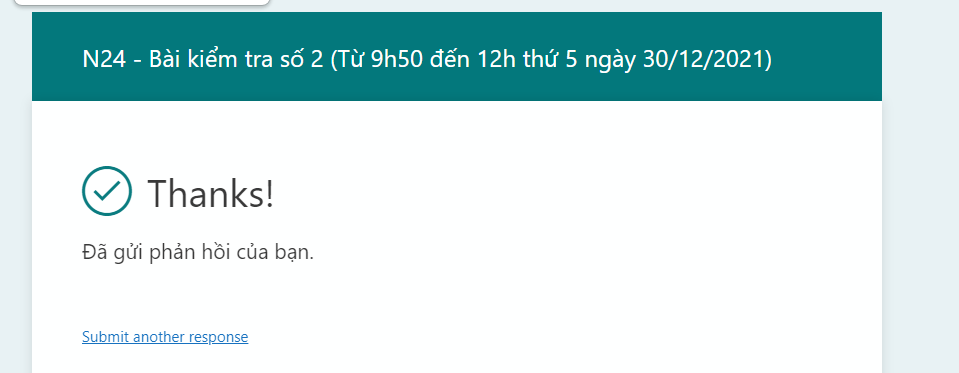 N24 - Bài kiểm tra số 2 (Từ 9h50 đến 12h thứ 5 ngày 30/12/2021)
Thanks!
Đã gửi phản hồi của bạn.
Submit another response